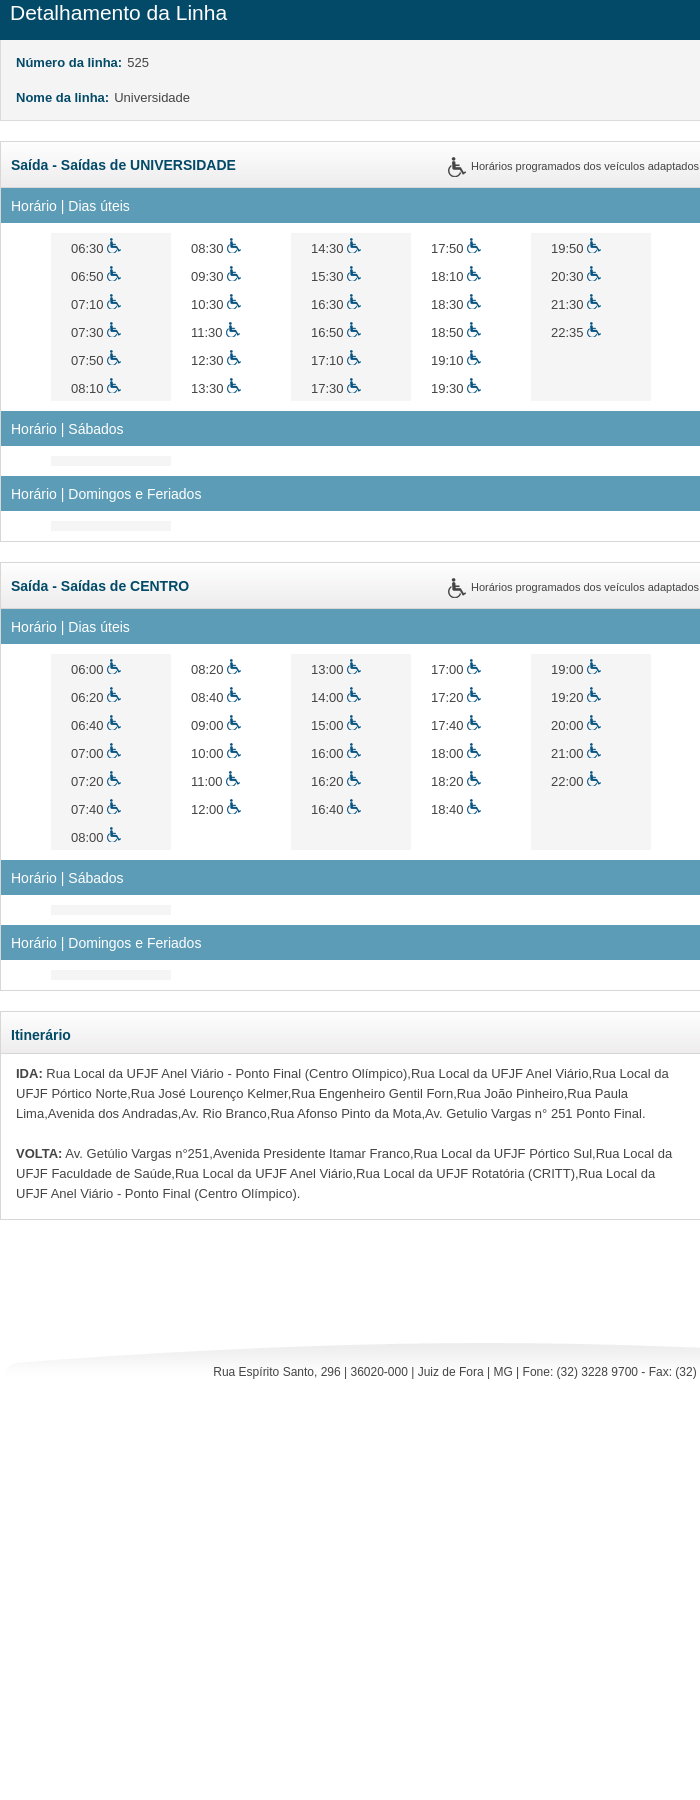 Detalhamento da Linha
Número da linha: 525
Nome da linha: Universidade
Saída - Saídas de UNIVERSIDADE
Horários programados dos veículos adaptados
Horário | Dias úteis
06:30 08:30 14:30 17:50 19:50
06:50 09:30 15:30 18:10 20:30
07:10 10:30 16:30 18:30 21:30
07:30 11:30 16:50 18:50 22:35
07:50 12:30 17:10 19:10
08:10 13:30 17:30 19:30
Horário | Sábados
Horário | Domingos e Feriados
Saída - Saídas de CENTRO
Horários programados dos veículos adaptados
Horário | Dias úteis
06:00 08:20 13:00 17:00 19:00
06:20 08:40 14:00 17:20 19:20
06:40 09:00 15:00 17:40 20:00
07:00 10:00 16:00 18:00 21:00
07:20 11:00 16:20 18:20 22:00
07:40 12:00 16:40 18:40
08:00
Horário | Sábados
Horário | Domingos e Feriados
Itinerário
IDA: Rua Local da UFJF Anel Viário - Ponto Final (Centro Olímpico),Rua Local da UFJF Anel Viário,Rua Local da
UFJF Pórtico Norte,Rua José Lourenço Kelmer,Rua Engenheiro Gentil Forn,Rua João Pinheiro,Rua Paula
Lima,Avenida dos Andradas,Av. Rio Branco,Rua Afonso Pinto da Mota,Av. Getulio Vargas n° 251 Ponto Final.
VOLTA: Av. Getúlio Vargas n°251,Avenida Presidente Itamar Franco,Rua Local da UFJF Pórtico Sul,Rua Local da
UFJF Faculdade de Saúde,Rua Local da UFJF Anel Viário,Rua Local da UFJF Rotatória (CRITT),Rua Local da
UFJF Anel Viário - Ponto Final (Centro Olímpico).
Rua Espírito Santo, 296 | 36020-000 | Juiz de Fora | MG | Fone: (32) 3228 9700 - Fax: (32)